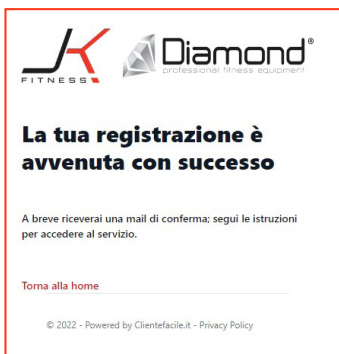 JK
FITNESS
Diamond®
professional fitness equipment
La tua registrazione è
avvenuta con successo
A breve riceverai una mail di conferma; segui le istruzioni
per accedere al servizio.
Torna alla home
© 2022 - Powered by Clientefacile.it - Privacy Policy